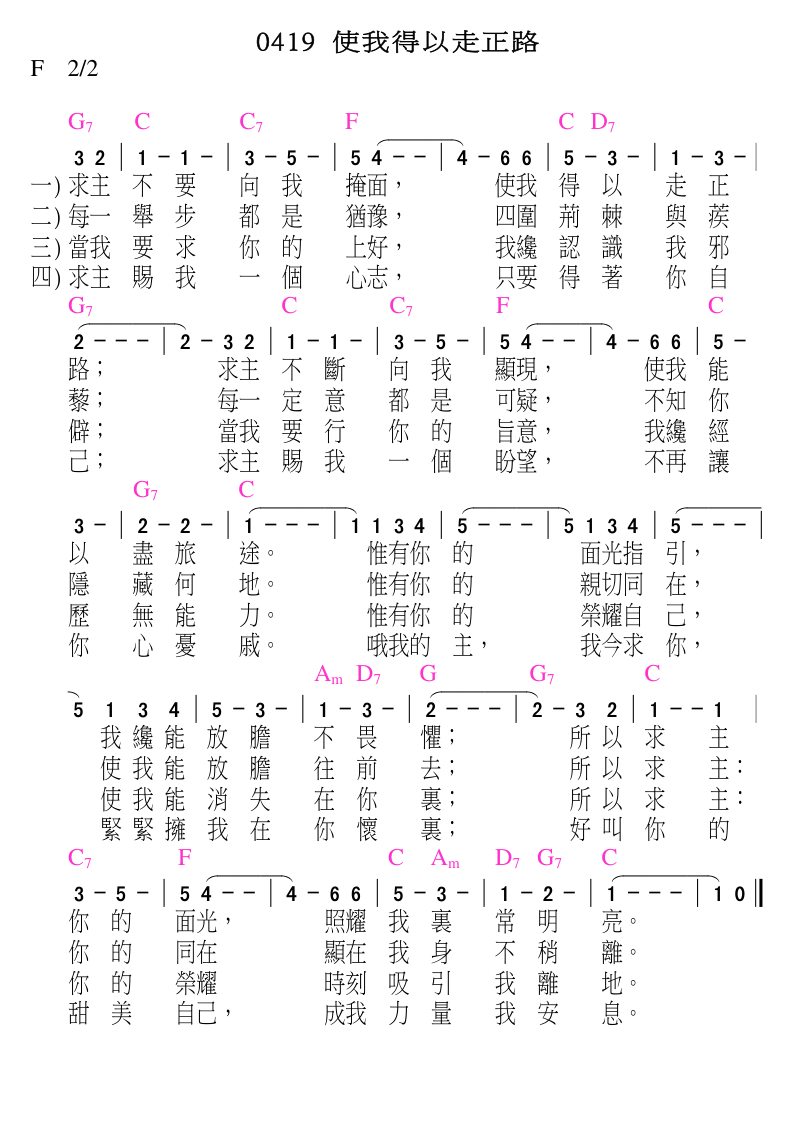 0419 使我得以走正路
F 2/2
G7 C C7 F C D7
3 2 | 1 - 1 - | 3 - 5 - | 5 4 - - | 4 - 6 6 | 5 - 3 - | 1 - 3 - |
一) 求主 不 要 向 我 掩面， 使我 得 以 走 正
二) 每一 舉 步 都 是 猶豫， 四圍 荊 棘 與 蒺
三) 當我 要 求 你 的 上好， 我纔 認 識 我 邪
四) 求主 賜 我 一 個 心志， 只要 得 著 你 自
G7 C C7 F C
2 - - - | 2 - 3 2 | 1 - 1 - | 3 - 5 - | 5 4 - - | 4 - 6 6 | 5 -
路； 求主 不 斷 向 我 顯現， 使我 能
藜； 每一 定 意 都 是 可疑， 不知 你
僻； 當我 要 行 你 的 旨意， 我纔 經
己； 求主 賜 我 一 個 盼望， 不再 讓
G7 C
3 - | 2 - 2 - | 1 - - - | 1 1 3 4 | 5 - - - | 5 1 3 4 | 5 - - - |
以 盡 旅 途。 惟有你 的 面光指 引，
隱 藏 何 地。 惟有你 的 親切同 在，
歷 無 能 力。 惟有你 的 榮耀自 己，
你 心 憂 戚。 哦我的 主， 我今求 你，
Am D7 G G7 C
5 1 3 4 | 5 - 3 - | 1 - 3 - | 2 - - - | 2 - 3 2 | 1 - - 1 |
我 纔 能 放 膽 不 畏 懼； 所 以 求 主
使 我 能 放 膽 往 前 去； 所 以 求 主：
使 我 能 消 失 在 你 裏； 所 以 求 主：
緊 緊 擁 我 在 你 懷 裏； 好 叫 你 的
C7 F C Am D7 G7 C
3 - 5 - | 5 4 - - | 4 - 6 6 | 5 - 3 - | 1 - 2 - | 1 - - - | 1 0 ‖
你 的 面光， 照耀 我 裏 常 明 亮。
你 的 同在 顯在 我 身 不 稍 離。
你 的 榮耀 時刻 吸 引 我 離 地。
甜 美 自己， 成我 力 量 我 安 息。